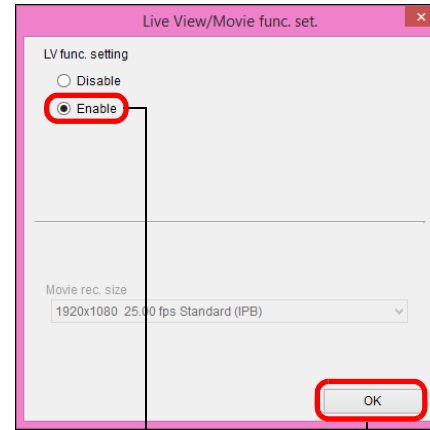 Live View/Movie func. set.
LV func. setting
Disable
Enable
Movie rec. size
1920x1080 25.00 fps Standard (IPB)
OK